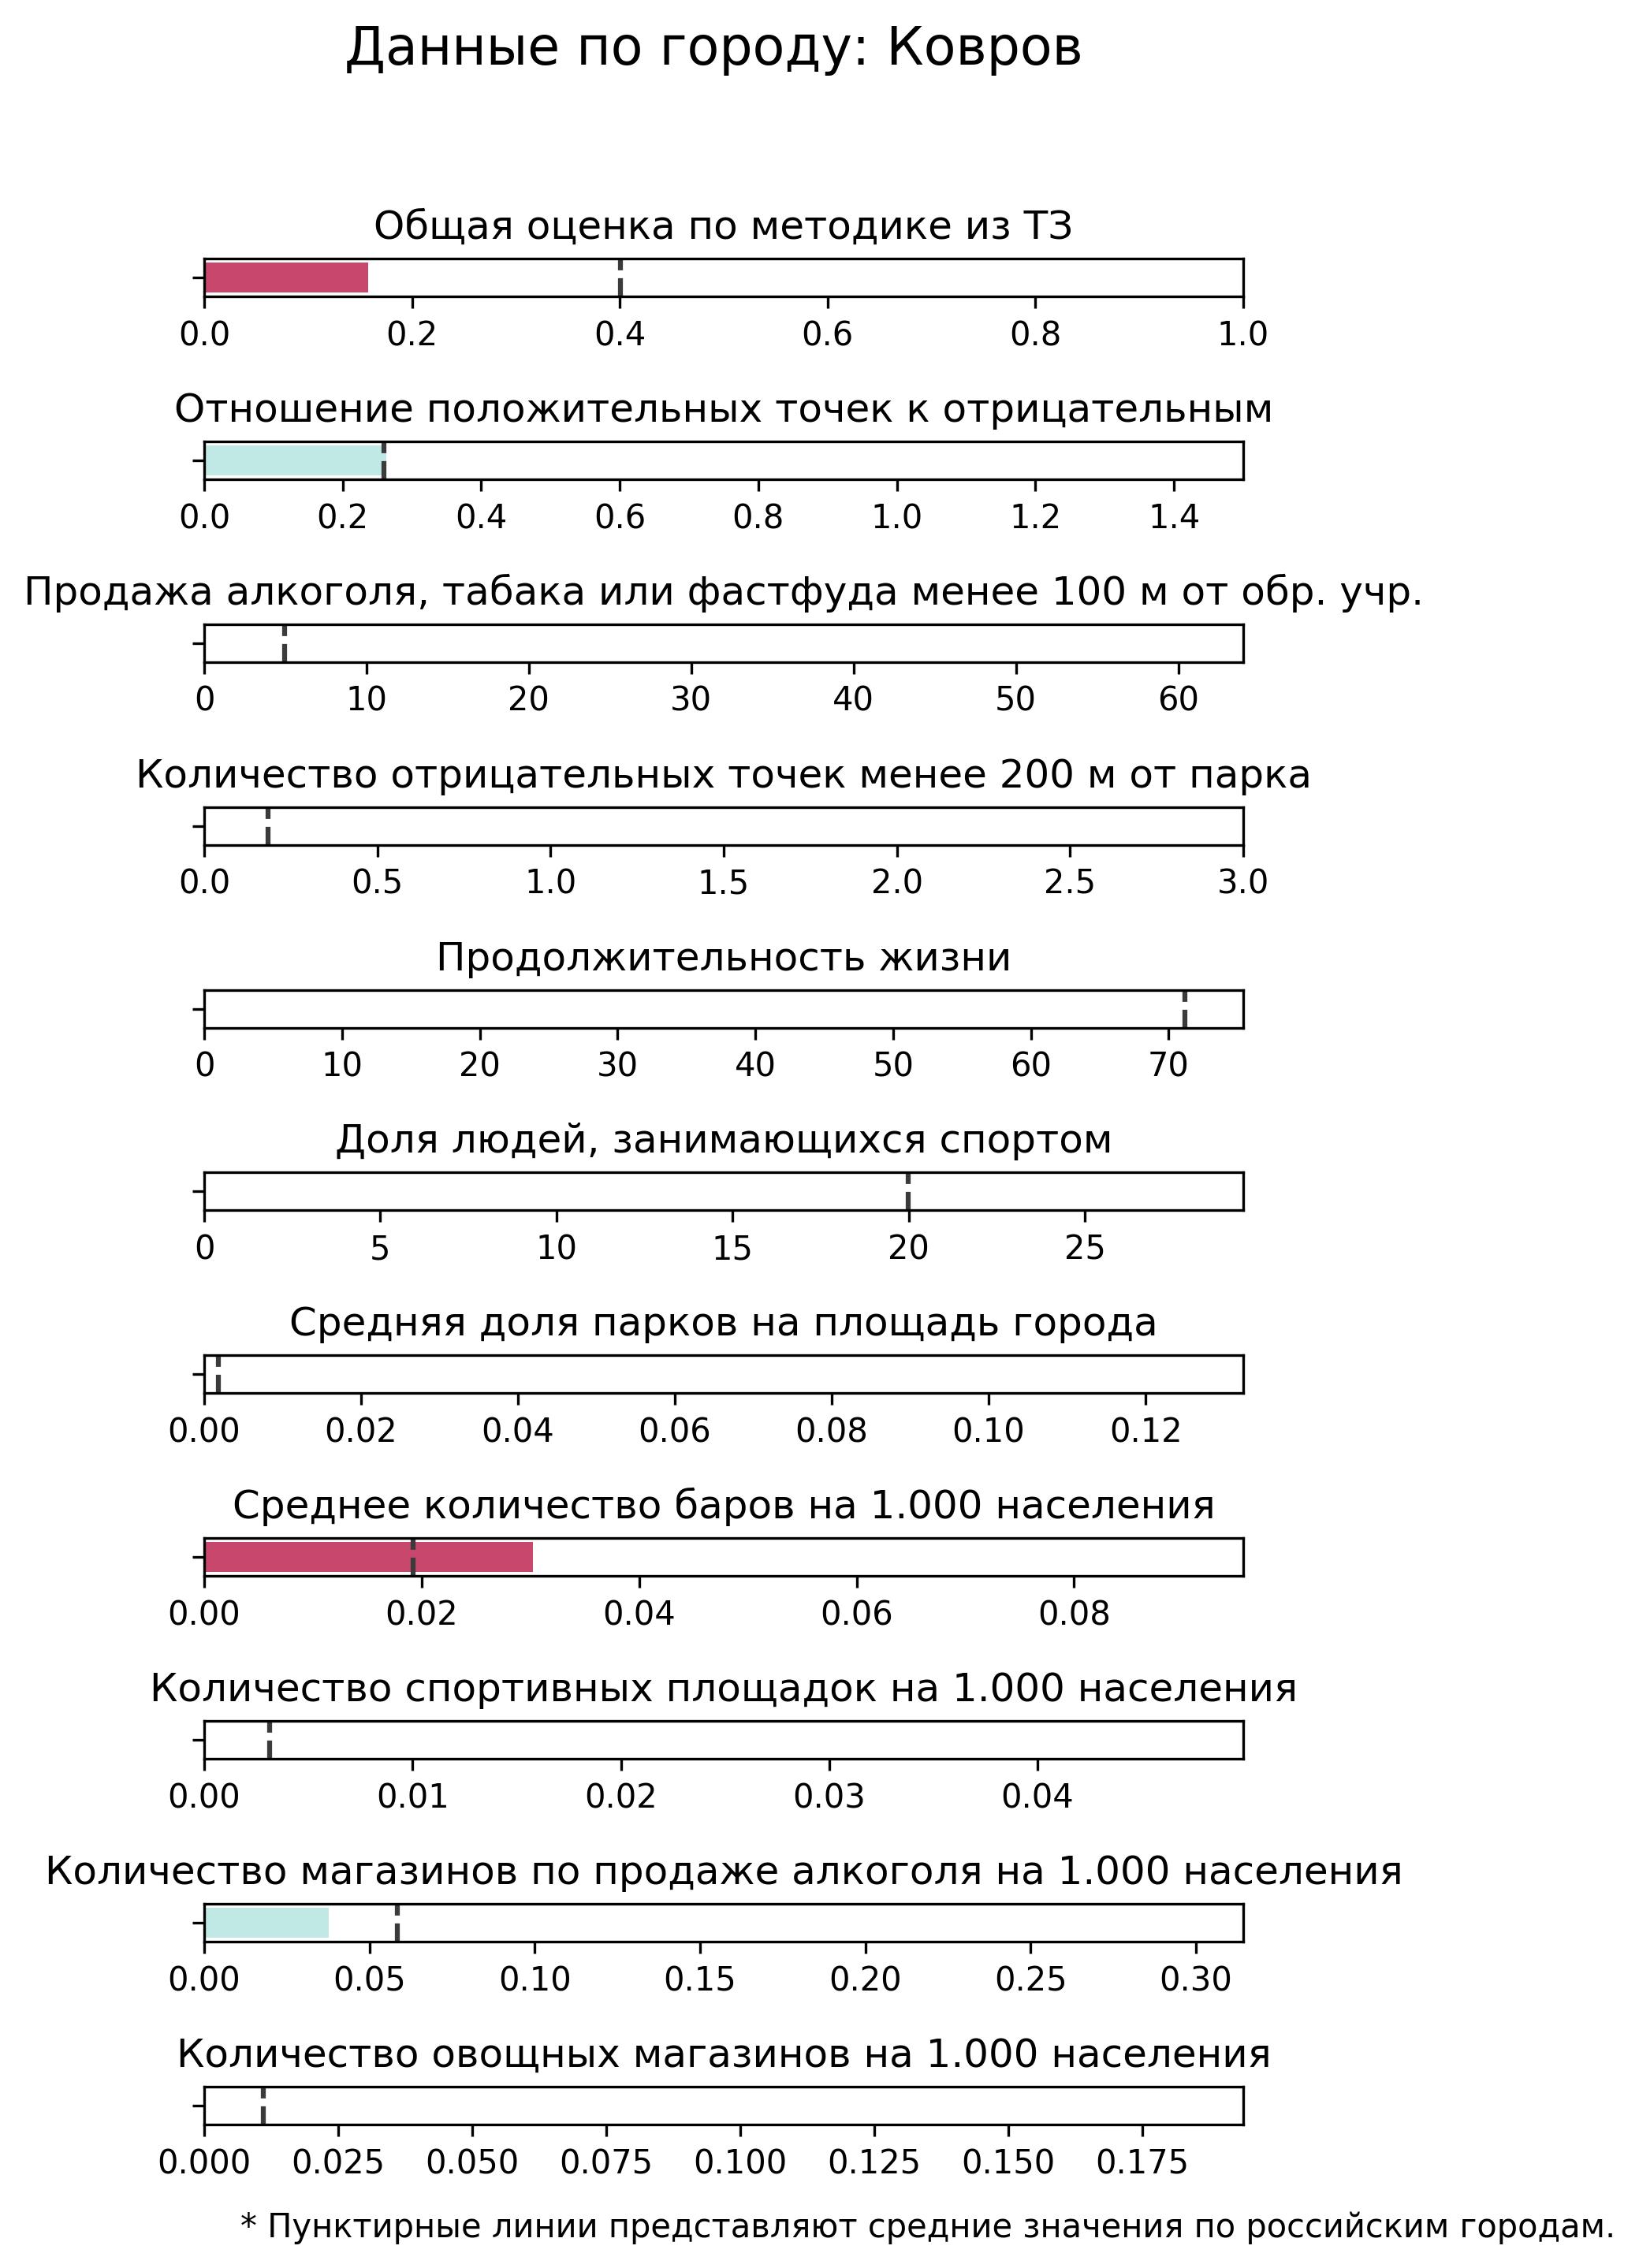 Данные по городу: Ковров
Общая оценка по методике из ТЗ
0.0 0.2 0.4 0.6 0.8 1.0
Отношение положительных точек к отрицательным
0.0 0.2 0.4 0.6 0.8 1.0 1.2 1.4
Продажа алкоголя, табака или фастфуда менее 100 м от обр. учр.
0 10 20 30 40 50 60
Количество отрицательных точек менее 200 м от парка
0.0 0.5 1.0 1.5 2.0 2.5 3.0
Продолжительность жизни
0 10 20 30 40 50 60 70
Доля людей, занимающихся спортом
0 5 10 15 20 25
Средняя доля парков на площадь города
0.00 0.02 0.04 0.06 0.08 0.10 0.12
Среднее количество баров на 1.000 населения
0.00 0.02 0.04 0.06 0.08
Количество спортивных площадок на 1.000 населения
0.00 0.01 0.02 0.03 0.04
Количество магазинов по продаже алкоголя на 1.000 населения
0.00 0.05 0.10 0.15 0.20 0.25 0.30
Количество овощных магазинов на 1.000 населения
0.000 0.025 0.050 0.075 0.100 0.125 0.150 0.175
* Пунктирные линии представляют средние значения по российским городам.